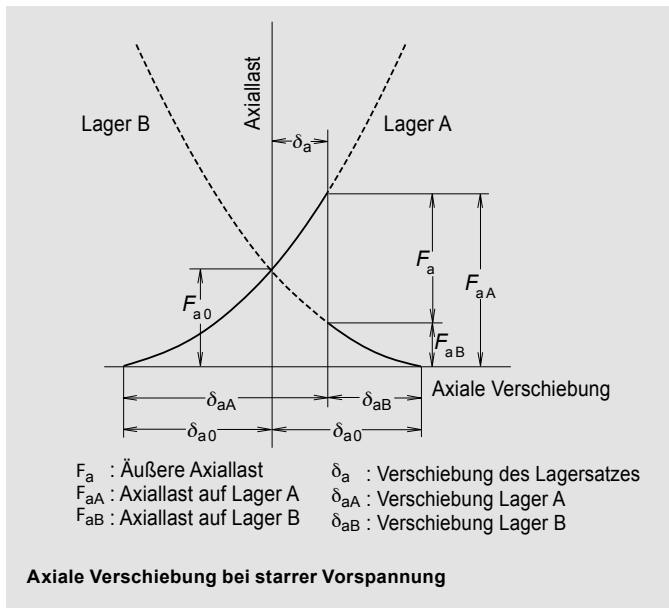 Axiallast
Lager B
Lager A
δa
Fa
FaA
Fa0
FaB
Axiale Verschiebung
δaA
δaB
δa0
δa0
Fa : Äußere Axiallast
FaA : Axiallast auf Lager A
FaB : Axiallast auf Lager B
δa : Verschiebung des Lagersatzes
δaA : Verschiebung Lager A
δaB : Verschiebung Lager B
Axiale Verschiebung bei starrer Vorspannung